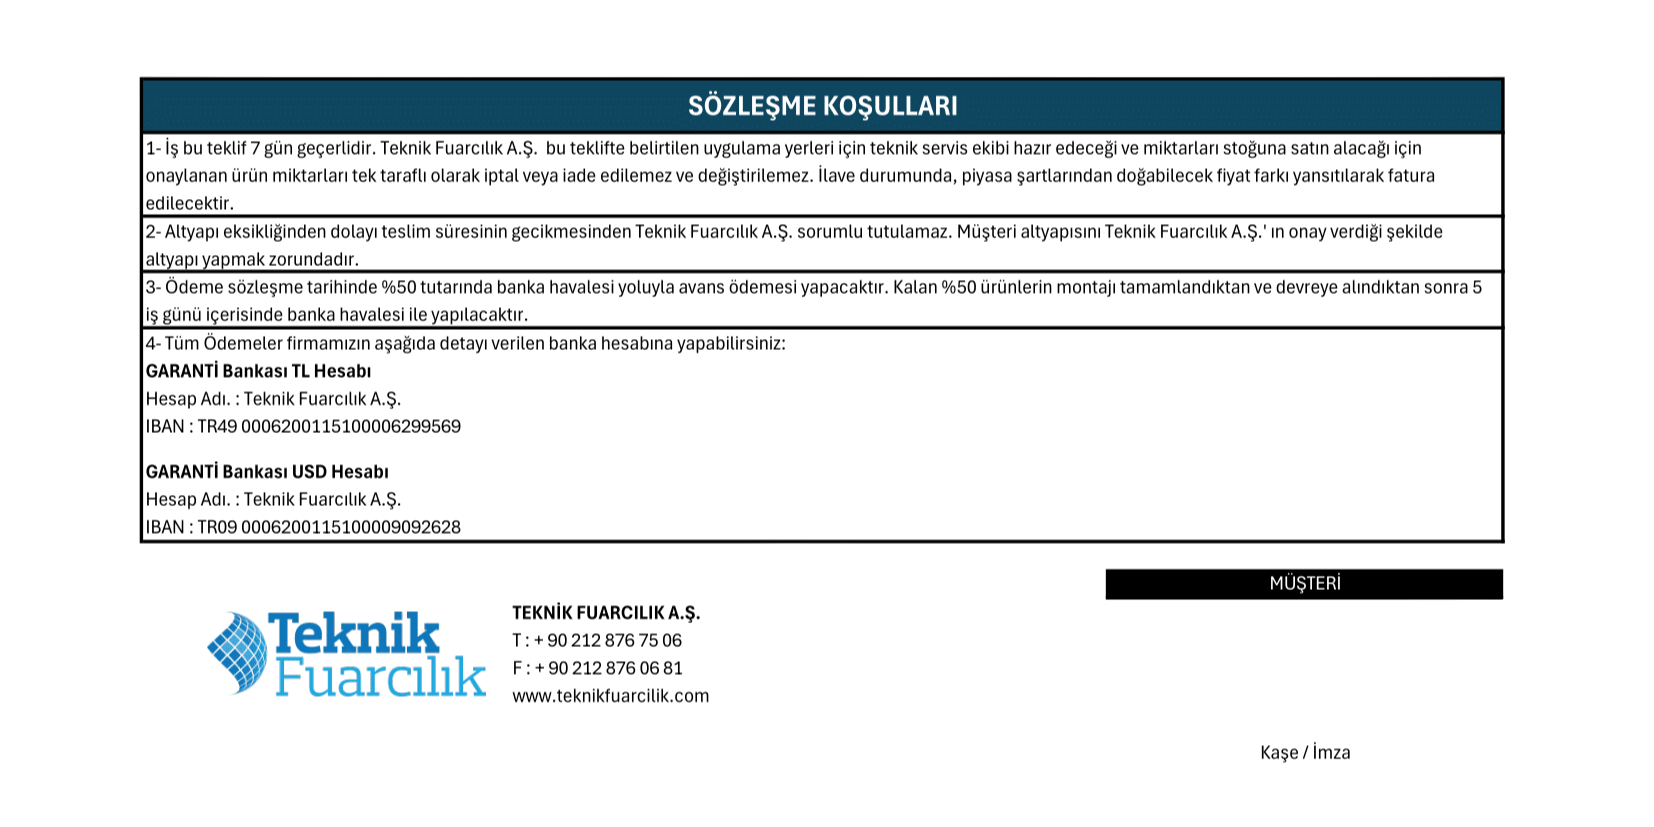 SÖZLEŞME KOŞULLARI
1- İş bu teklif 7 gün geçerlidir. Teknik Fuarcılık A.Ş.  bu teklifte belirtilen uygulama yerleri için teknik servis ekibi hazır edeceği ve miktarları stoğuna satın alacağı için
onaylanan ürün miktarları tek taraflı olarak iptal veya iade edilemez ve değiştirilemez. İlave durumunda, piyasa şartlarından doğabilecek fiyat farkı yansıtılarak fatura
edilecektir.
2- Altyapı eksikliğinden dolayı teslim süresinin gecikmesinden Teknik Fuarcılık A.Ş. sorumlu tutulamaz. Müşteri altyapısını Teknik Fuarcılık A.Ş.' ın onay verdiği şekilde
altyapı yapmak zorundadır.
3- Ödeme sözleşme tarihinde %50 tutarında banka havalesi yoluyla avans ödemesi yapacaktır. Kalan %50 ürünlerin montajı tamamlandıktan ve devreye alındıktan sonra 5
iş günü içerisinde banka havalesi ile yapılacaktır.
4- Tüm Ödemeler firmamızın aşağıda detayı verilen banka hesabına yapabilirsiniz:
GARANTİ Bankası TL Hesabı
Hesap Adı. : Teknik Fuarcılık A.Ş.
IBAN : TR49 0006200115100006299569
GARANTİ Bankası USD Hesabı
Hesap Adı. : Teknik Fuarcılık A.Ş.
IBAN : TR09 0006200115100009092628
MÜŞTERİ
Teknik
Fuarcılık
TEKNİK FUARCILIK A.Ş.
T : + 90 212 876 75 06
F : + 90 212 876 06 81
www.teknikfuarcilik.com
Kaşe / İmza